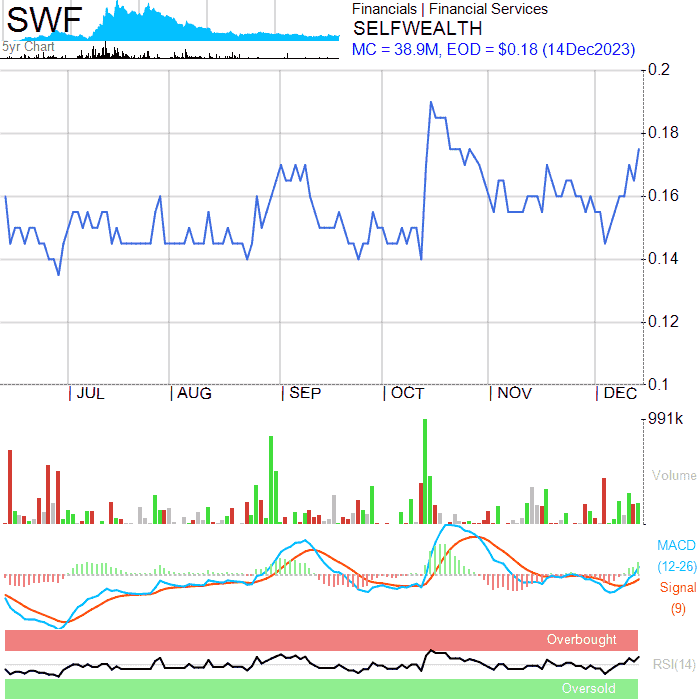 SWF
5yr Chart
Financials | Financial Services
SELFWEALTH
MC = 38.9M, EOD = $0.18 (14Dec2023)
0.2
0.18
0.16
0.14
0.12
0.1
JUL AUG SEP OCT NOV DEC
991k
Volume
MACD
(12-26)
Signal
(9)
Overbought
RSI(14)
Oversold